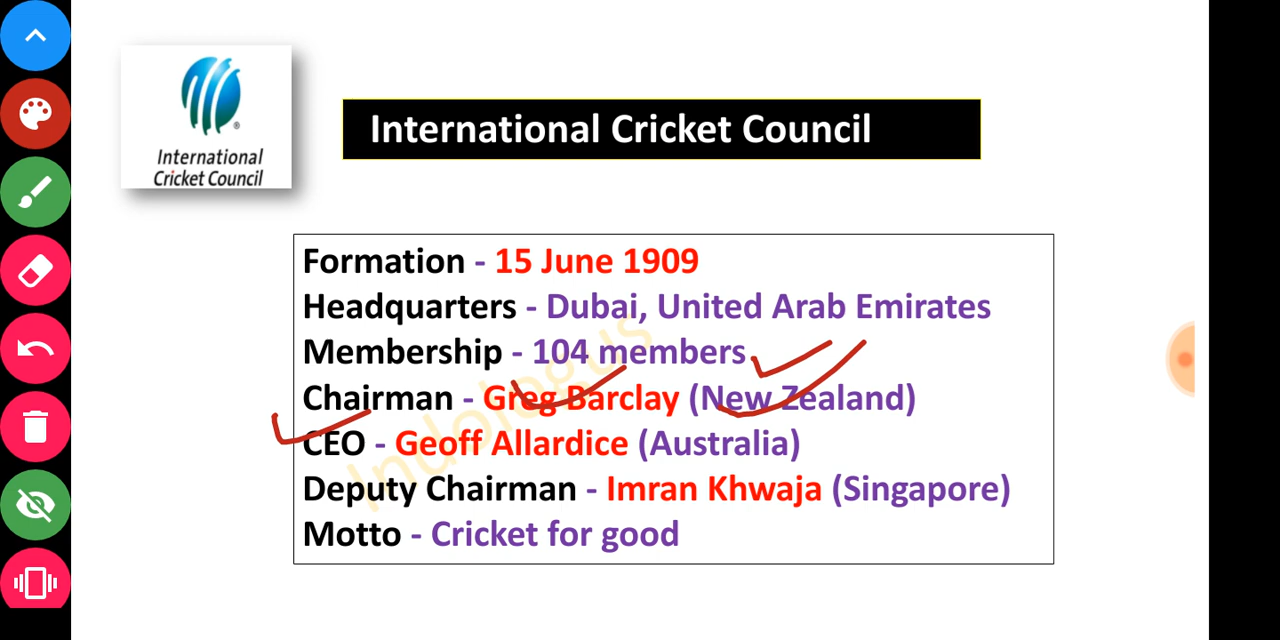 International
Cricket Council
International Cricket Council
Formation - 15 June 1909
Headquarters - Dubai, United Arab Emirates
Membership - 104 members
Chairman - Greg Barclay (New Zealand)
CEO - Geoff Allardice (Australia)
Deputy Chairman - Imran Khwaja (Singapore)
Motto - Cricket for good
Indologus